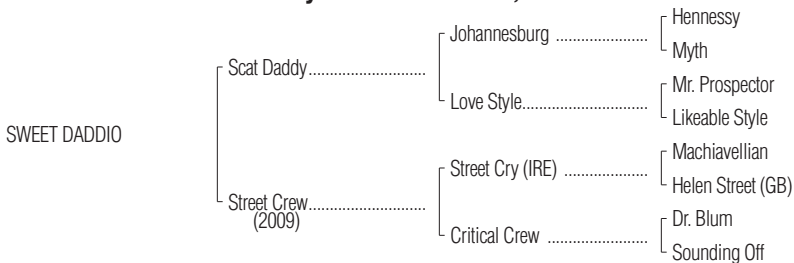 Hennessy
Johannesburg ......................
Myth
Scat Daddy............................
Mr. Prospector
Love Style..............................
Likeable Style
SWEET DADDIO
Machiavellian
Street Cry (IRE) ....................
Helen Street (GB)
Street Crew............................
(2009)
Dr. Blum
Critical Crew ........................
Sounding Off